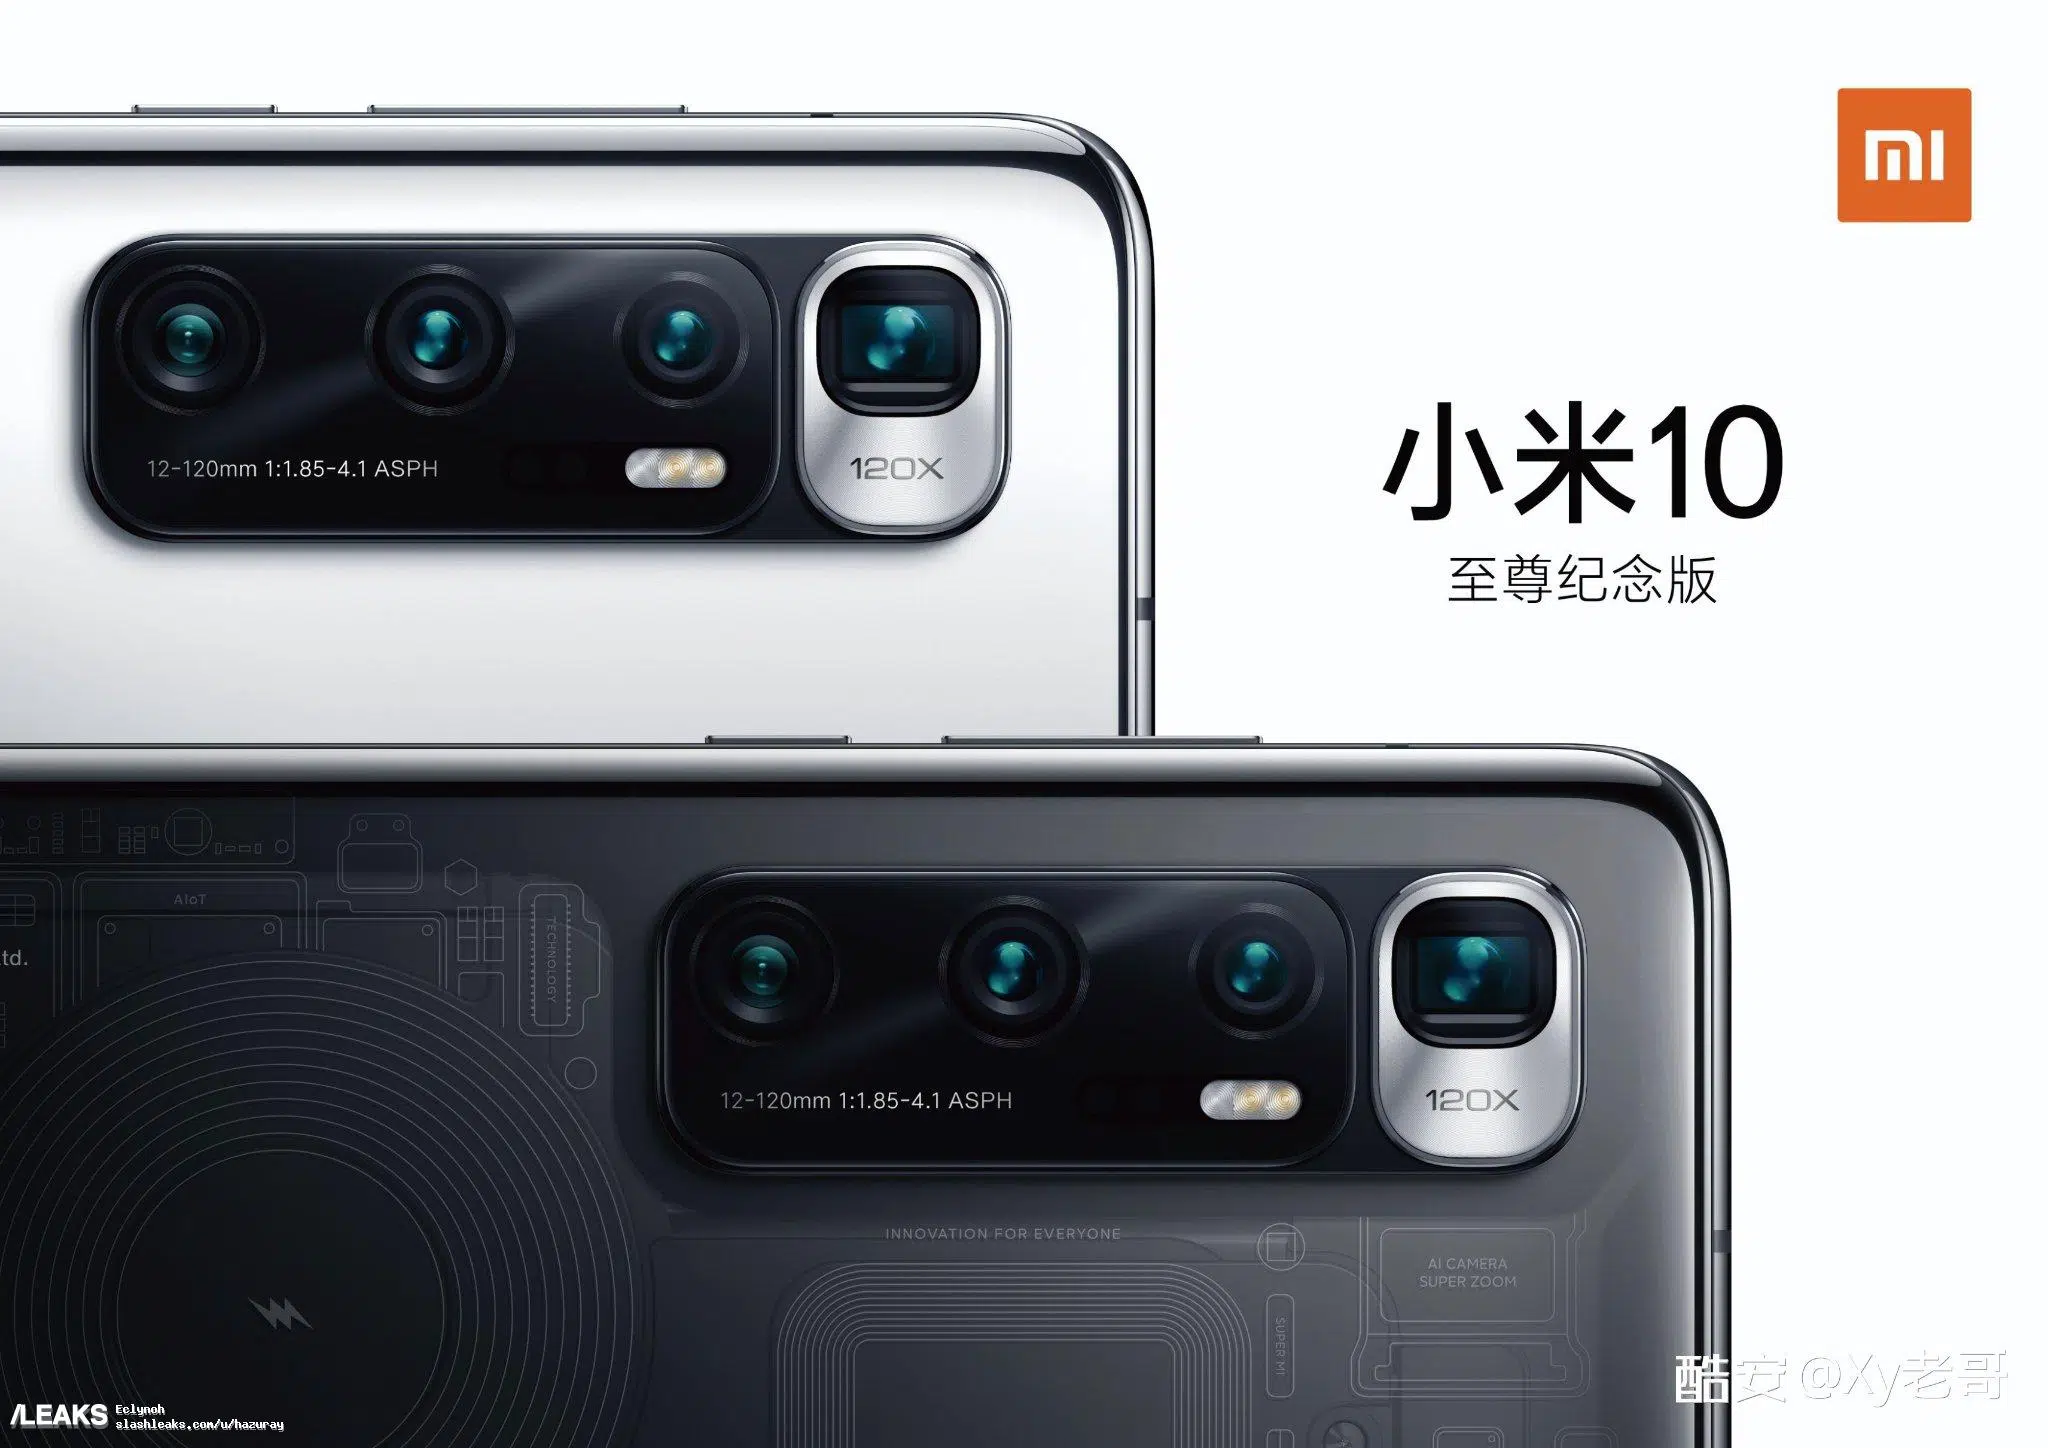 mi
小米10
至尊纪念版
12-120mm 1:1.85-4.1 ASPH
120X
AIoT
TECHNOLOGY
td.
12-120mm 1:1.85-4.1 ASPH
120X
INNOVATION FOR EVERYONE
AI CAMERA
SUPER ZOOM
SUPER MI
酷安 @Xy老哥
/LEAKS
Eclynoh
slashleaks.com/u/hazuray